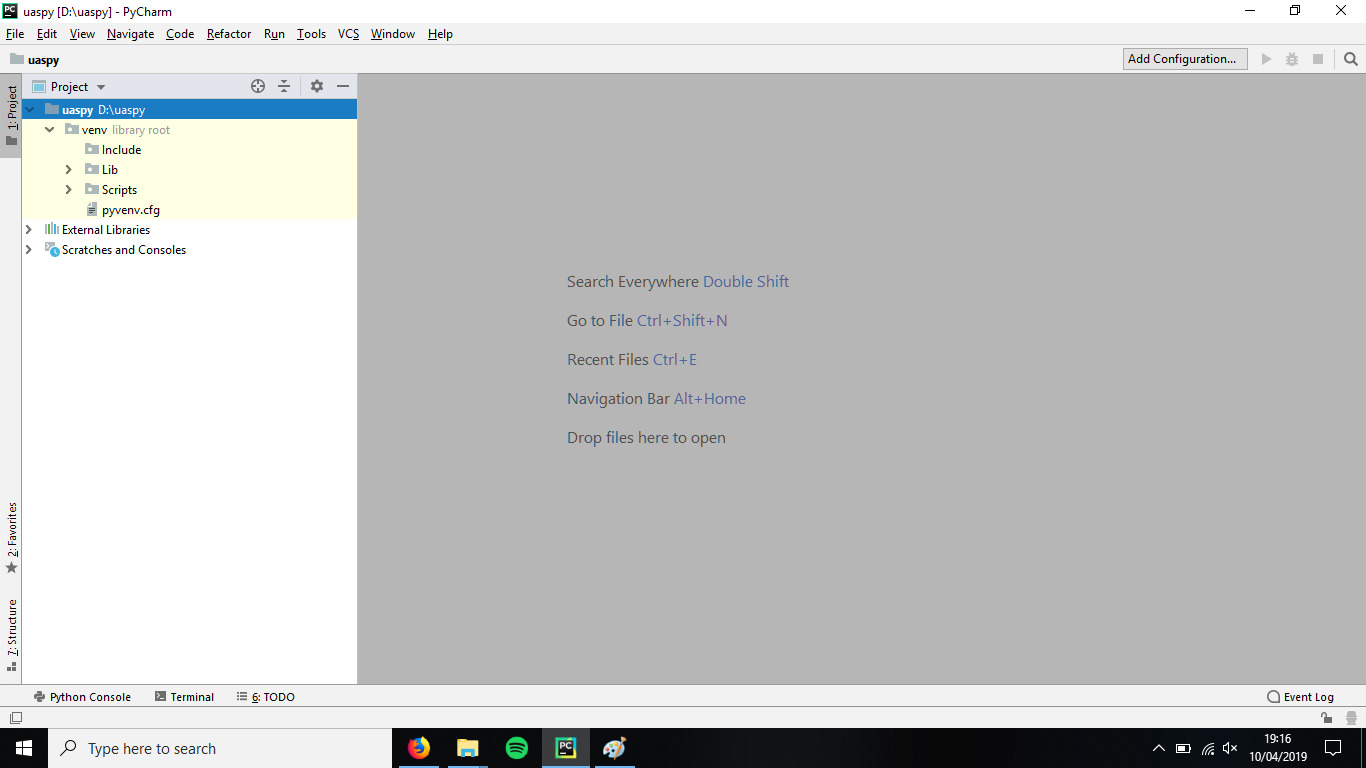 uaspy [D:\uaspy] - PyCharm
File Edit View Navigate Code Refactor Run Tools VCS Window Help
uaspy
Add Configuration...
1: Project
Project
uaspy D:\uaspy
venv library root
Include
Lib
Scripts
pyvenv.cfg
External Libraries
Scratches and Consoles
Search Everywhere Double Shift
Go to File Ctrl+Shift+N
Recent Files Ctrl+E
Navigation Bar Alt+Home
Drop files here to open
2: Favorites
7: Structure
Python Console Terminal 6: TODO
Event Log
Type here to search
PC
19:16
10/04/2019